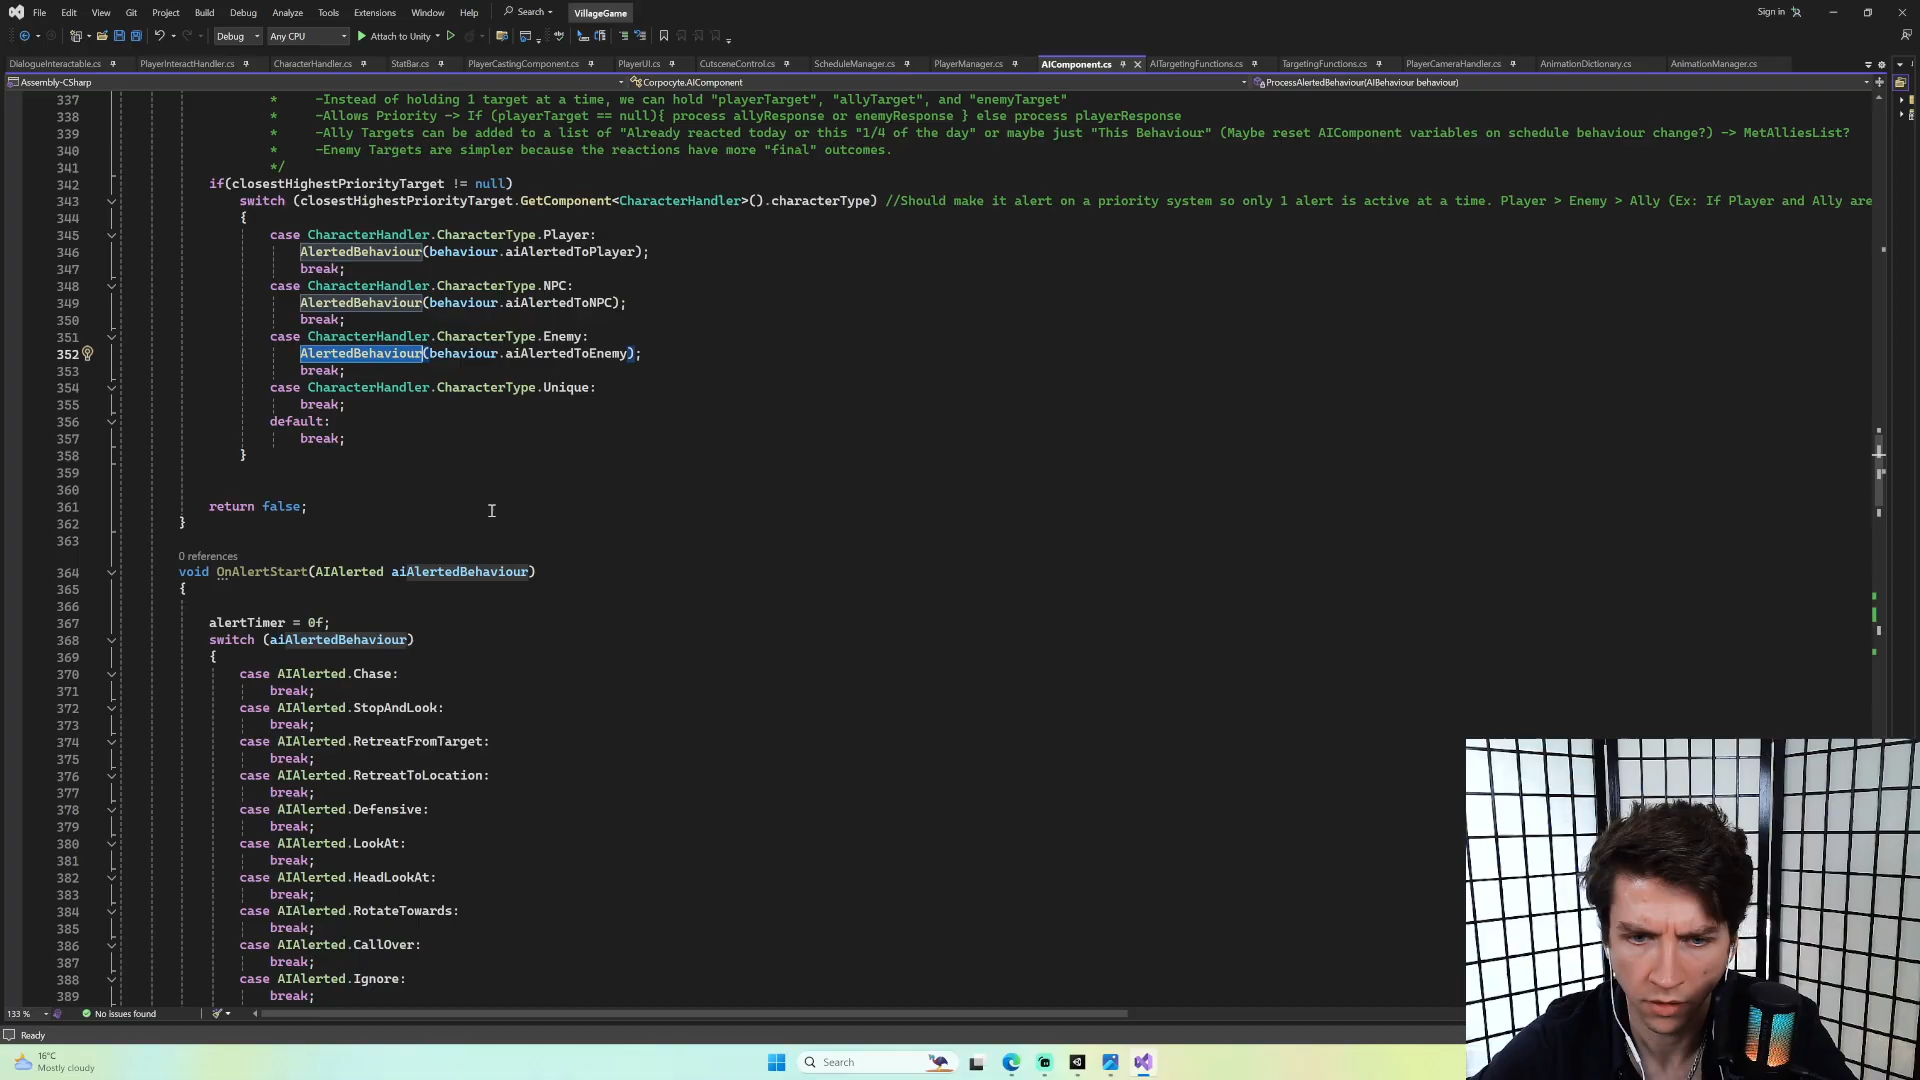 File Edit View Git Project Build Debug Analyze Tools Extensions Window Help Search VillageGame Sign in
Debug Any CPU Attach to Unity
DialogueInteractable.cs PlayerInteractHandler.cs CharacterHandler.cs StatBar.cs PlayerCastingComponent.cs PlayerUI.cs CutsceneControl.cs ScheduleManager.cs PlayerManager.cs AIComponent.cs AITargetingFunctions.cs TargetingFunctions.cs PlayerCameraHandler.cs AnimationDictionary.cs AnimationManager.cs
Assembly-CSharp Corpocyte.AIComponent ProcessAlertedBehaviour(AIBehaviour behaviour)
337 * -Instead of holding 1 target at a time, we can hold "playerTarget", "allyTarget", and "enemyTarget"
338 * -Allows Priority -> If (playerTarget == null){ process allyResponse or enemyResponse } else process playerResponse
339 * -Ally Targets can be added to a list of "Already reacted today or this "1/4 of the day" or maybe just "This Behaviour" (Maybe reset AIComponent variables on schedule behaviour change?) -> MetAlliesList?
340 * -Enemy Targets are simpler because the reactions have more "final" outcomes.
341 */
342 if(closestHighestPriorityTarget != null)
343 switch (closestHighestPriorityTarget.GetComponent<CharacterHandler>().characterType) //Should make it alert on a priority system so only 1 alert is active at a time. Player > Enemy > Ally (Ex: If Player and Ally are
344 {
345 case CharacterHandler.CharacterType.Player:
346 AlertedBehaviour(behaviour.aiAlertedToPlayer);
347 break;
348 case CharacterHandler.CharacterType.NPC:
349 AlertedBehaviour(behaviour.aiAlertedToNPC);
350 break;
351 case CharacterHandler.CharacterType.Enemy:
352 AlertedBehaviour(behaviour.aiAlertedToEnemy);
353 break;
354 case CharacterHandler.CharacterType.Unique:
355 break;
356 default:
357 break;
358 }
359
360
361 return false;
362 }
363
0 references
364 void OnAlertStart(AIAlerted aiAlertedBehaviour)
365 {
366
367 alertTimer = 0f;
368 switch (aiAlertedBehaviour)
369 {
370 case AIAlerted.Chase:
371 break;
372 case AIAlerted.StopAndLook:
373 break;
374 case AIAlerted.RetreatFromTarget:
375 break;
376 case AIAlerted.RetreatToLocation:
377 break;
378 case AIAlerted.Defensive:
379 break;
380 case AIAlerted.LookAt:
381 break;
382 case AIAlerted.HeadLookAt:
383 break;
384 case AIAlerted.RotateTowards:
385 break;
386 case AIAlerted.CallOver:
387 break;
388 case AIAlerted.Ignore:
389 break;
133 % No issues found
Ready
16°C
Mostly cloudy
Search